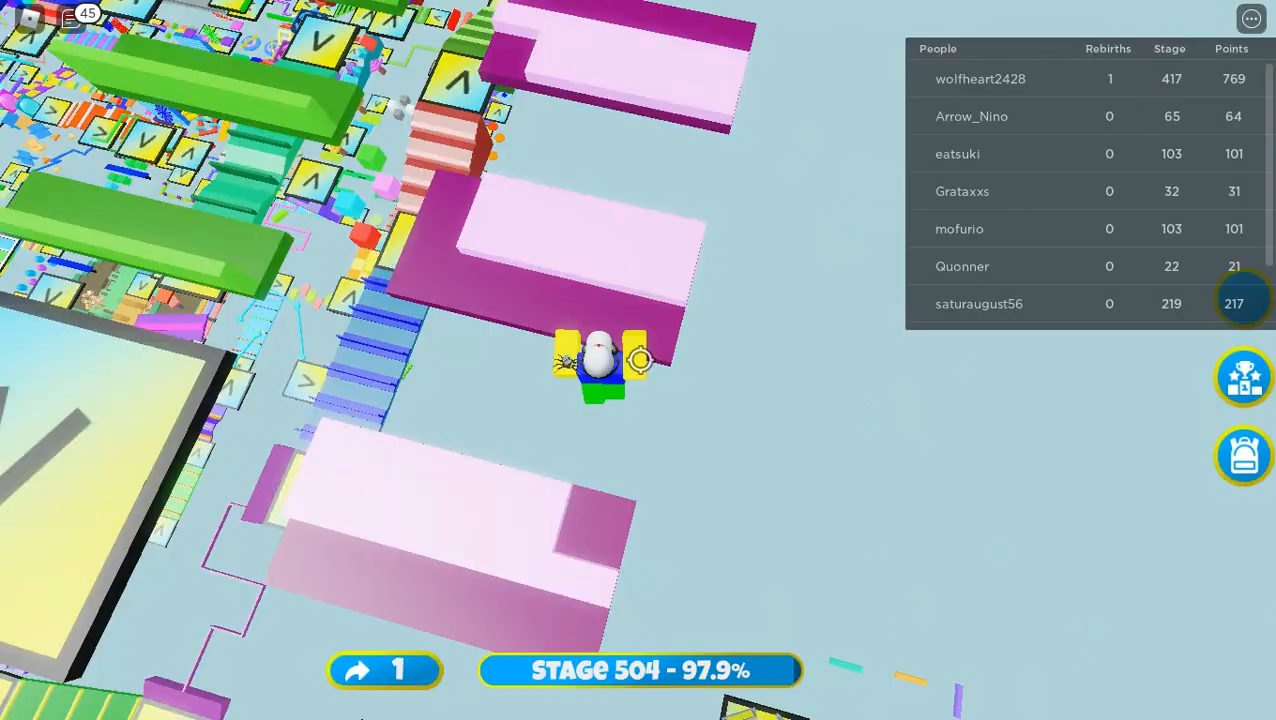 45
People Rebirths Stage Points
wolfheart2428 1 417 769
Arrow_Nino 0 65 64
eatsuki 0 103 101
Grataxxs 0 32 31
mofurio 0 103 101
Quonner 0 22 21
saturaugust56 0 219 217
1
STAGE 504 - 97.9%